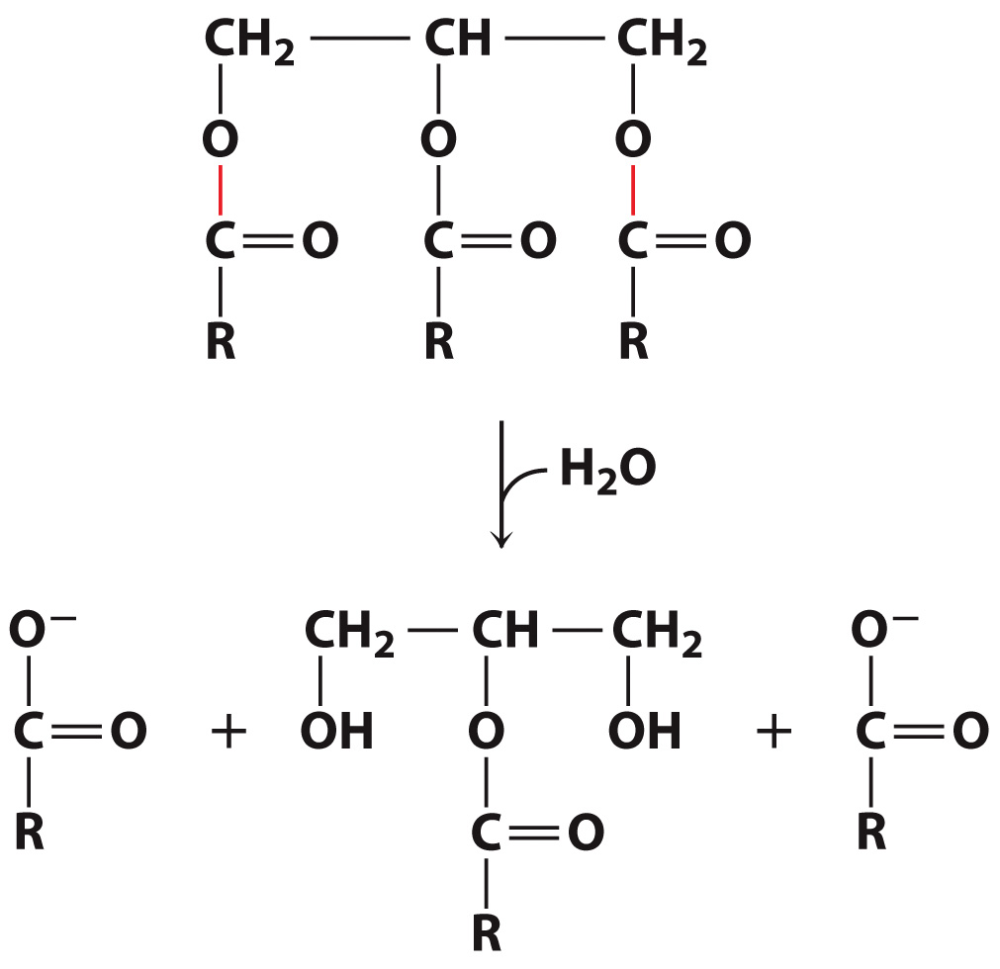 CH₂ — CH — CH₂
O O O
C=O C=O C=O
R R R
H₂O
O⁻ CH₂ — CH — CH₂ O⁻
C=O + OH O OH + C=O
R C=O R
R